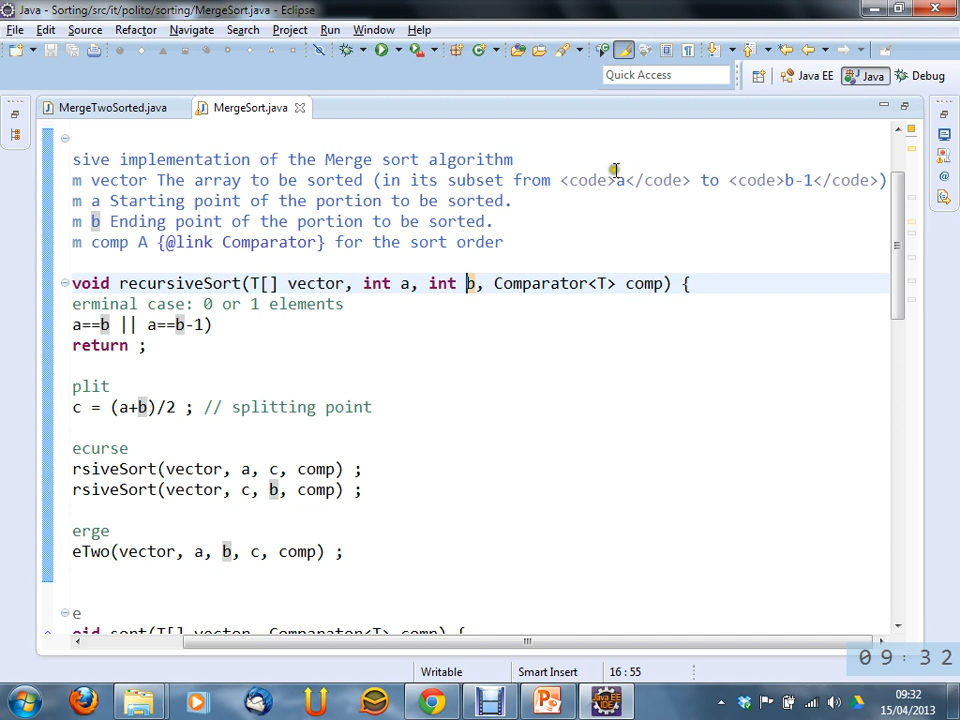 Java - Sorting/src/it/polito/sorting/MergeSort.java - Eclipse
File Edit Source Refactor Navigate Search Project Run Window Help
Quick Access
Java EE Java Debug
MergeTwoSorted.java MergeSort.java
sive implementation of the Merge sort algorithm
m vector The array to be sorted (in its subset from <code>a</code> to <code>b-1</code>)
m a Starting point of the portion to be sorted.
m b Ending point of the portion to be sorted.
m comp A {@link Comparator} for the sort order
void recursiveSort(T[] vector, int a, int b, Comparator<T> comp) {
erminal case: 0 or 1 elements
a==b || a==b-1)
return ;
plit
c = (a+b)/2 ; // splitting point
ecurse
rsiveSort(vector, a, c, comp) ;
rsiveSort(vector, c, b, comp) ;
erge
eTwo(vector, a, b, c, comp) ;
e
oid sort(T[] vector, Comparator<T> comp) {
09:32
Writable Smart Insert 16 : 55
09:32
15/04/2013